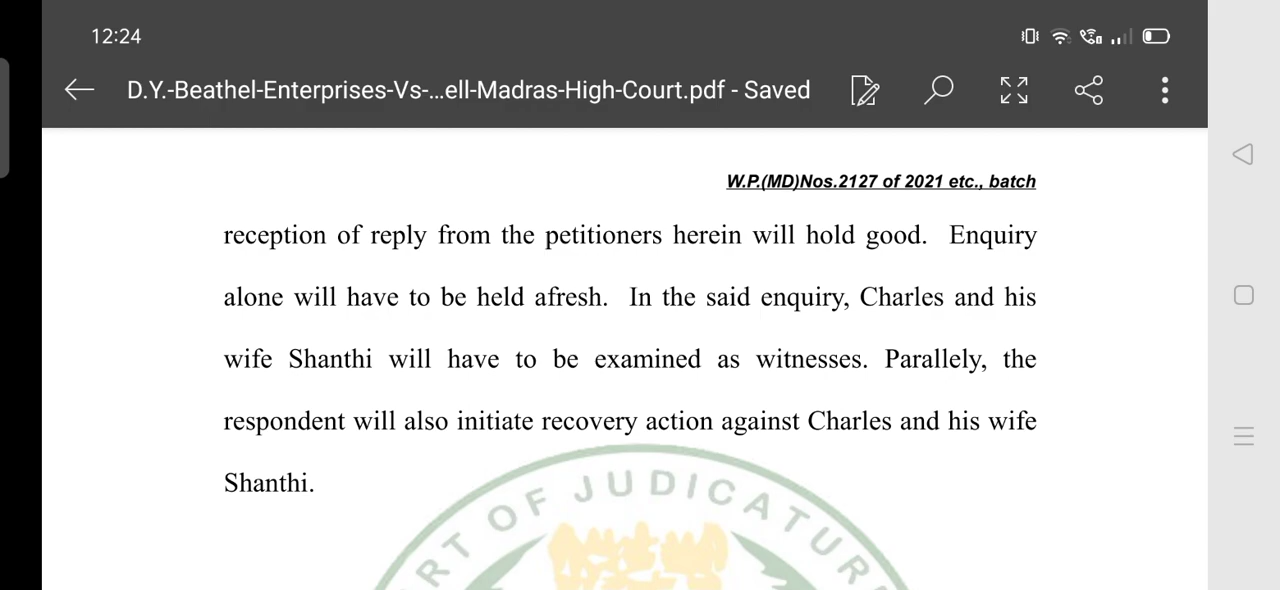 12:24
D.Y.-Beathel-Enterprises-Vs-...ell-Madras-High-Court.pdf - Saved
W.P.(MD)Nos.2127 of 2021 etc., batch
reception of reply from the petitioners herein will hold good. Enquiry
alone will have to be held afresh. In the said enquiry, Charles and his
wife Shanthi will have to be examined as witnesses. Parallely, the
respondent will also initiate recovery action against Charles and his wife
Shanthi.
OF JUDICATURE